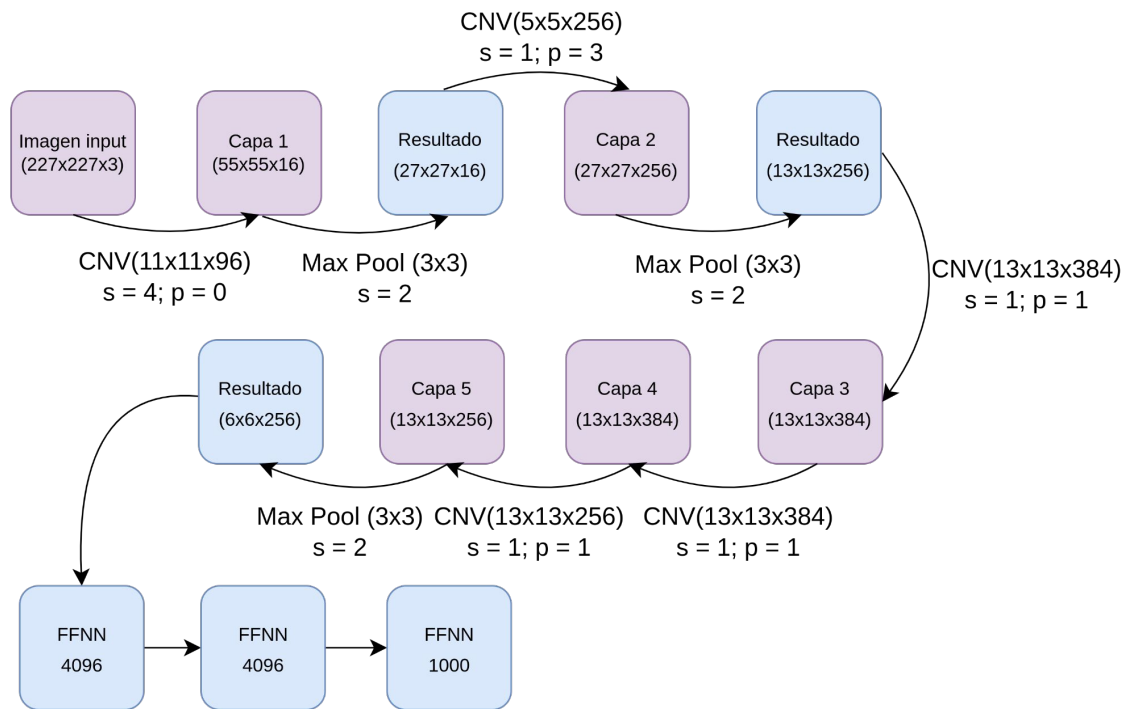 CNV(5x5x256)
s = 1; p = 3
Imagen input
(227x227x3)
Capa 1
(55x55x16)
Resultado
(27x27x16)
Capa 2
(27x27x256)
Resultado
(13x13x256)
CNV(11x11x96)
s = 4; p = 0
Max Pool (3x3)
s = 2
Max Pool (3x3)
s = 2
CNV(13x13x384)
s = 1; p = 1
Resultado
(6x6x256)
Capa 5
(13x13x256)
Capa 4
(13x13x384)
Capa 3
(13x13x384)
Max Pool (3x3)
s = 2
CNV(13x13x256)
s = 1; p = 1
CNV(13x13x384)
s = 1; p = 1
FFNN
4096
FFNN
4096
FFNN
1000